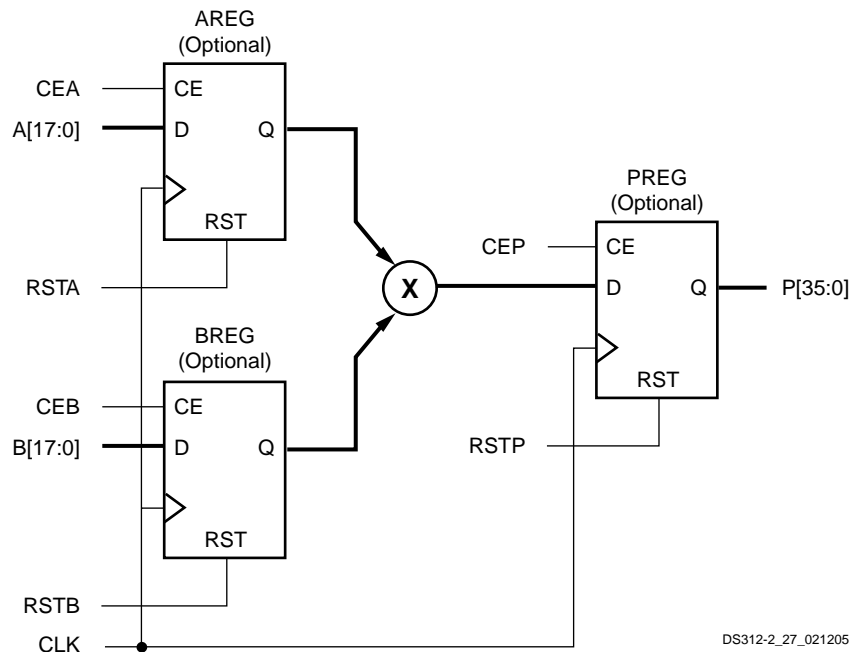 AREG
(Optional)
CEA
CE
A[17:0]
D
Q
RST
RSTA
PREG
(Optional)
CEP
CE
X
D
Q
P[35:0]
RST
RSTP
BREG
(Optional)
CEB
CE
B[17:0]
D
Q
RST
RSTB
CLK
DS312-2_27_021205